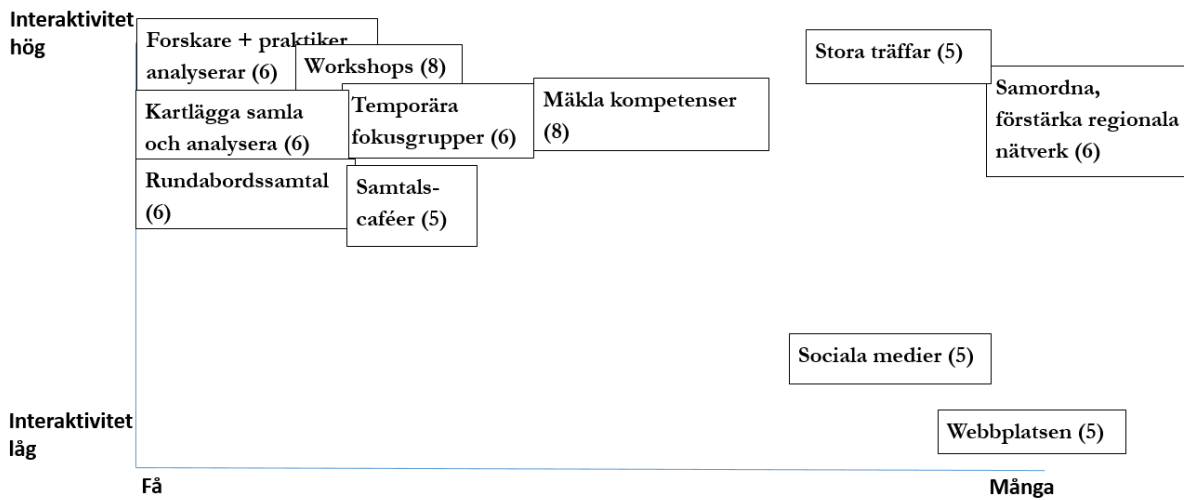 Interaktivitet
hög
Forskare + praktiker
analyserar (6)
Workshops (8)
Stora träffar (5)
Kartlägga samla
och analysera (6)
Temporära
fokusgrupper (6)
Mäkla kompetenser
(8)
Samordna,
förstärka regionala
nätverk (6)
Rundabordssamtal
(6)
Samtals-
caféer (5)
Sociala medier (5)
Interaktivitet
låg
Webbplatsen (5)
Få
Många